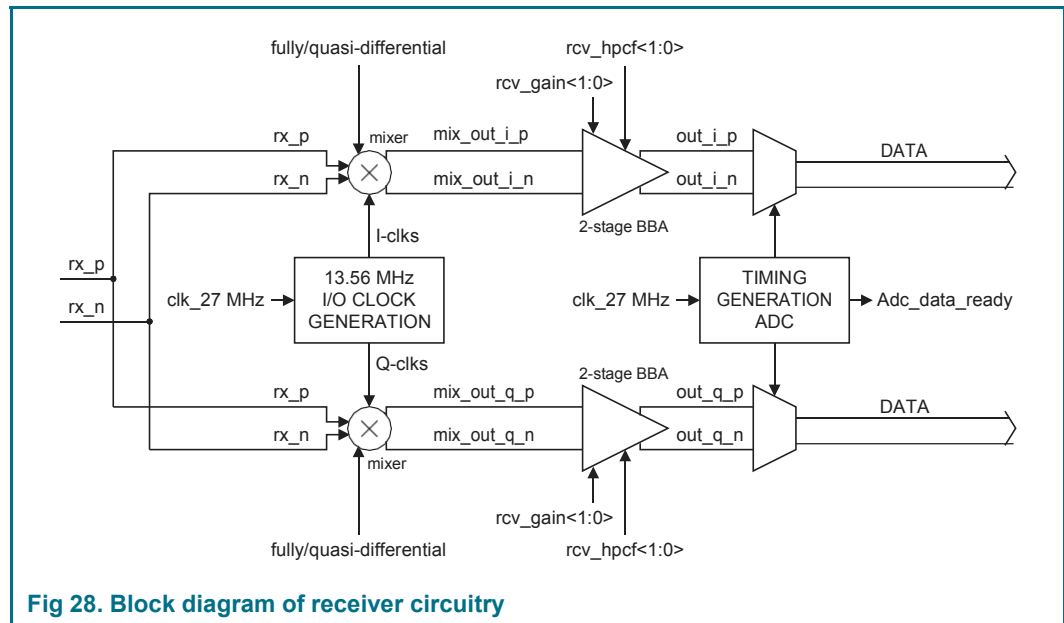 fully/quasi-differential
rcv_hpcf<1:0>
rcv_gain<1:0>
rx_p
mixer
mix_out_i_p
out_i_p
DATA
rx_n
mix_out_i_n
out_i_n
2-stage BBA
I-clks
rx_p
rx_n
clk_27 MHz
13.56 MHz
I/O CLOCK
GENERATION
clk_27 MHz
TIMING
GENERATION
ADC
Adc_data_ready
Q-clks
2-stage BBA
rx_p
mix_out_q_p
out_q_p
DATA
rx_n
mix_out_q_n
out_q_n
mixer
rcv_gain<1:0>
fully/quasi-differential
rcv_hpcf<1:0>
Fig 28. Block diagram of receiver circuitry